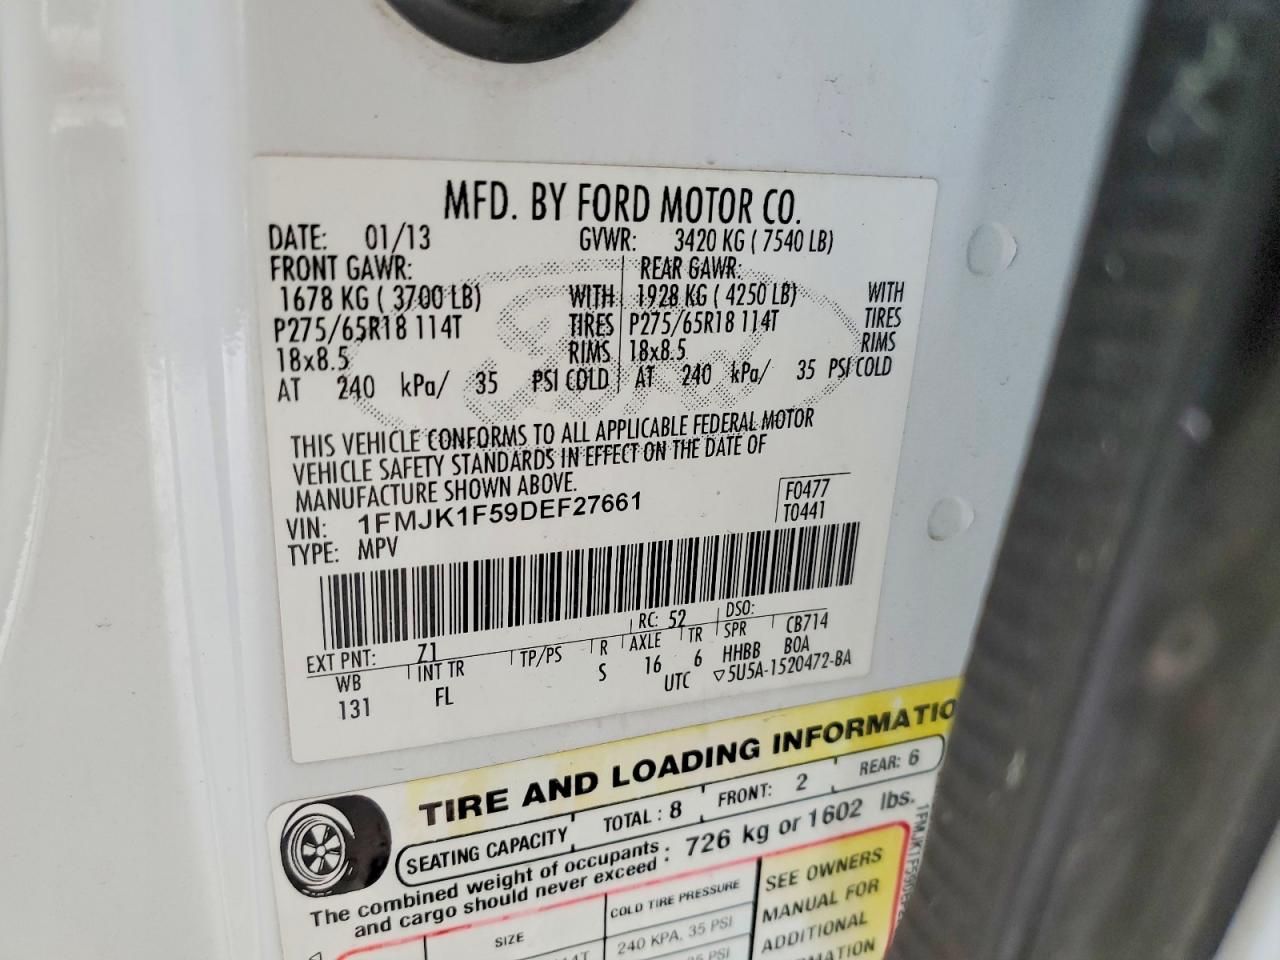 MFD. BY FORD MOTOR CO.
DATE: 01/13 GVWR: 3420 KG ( 7540 LB)
FRONT GAWR: REAR GAWR:
1678 KG ( 3700 LB) WITH 1928 KG ( 4250 LB) WITH
P275/65R18 114T TIRES P275/65R18 114T TIRES
18x8.5 RIMS 18x8.5 RIMS
AT 240 kPa/ 35 PSI COLD AT 240 kPa/ 35 PSI COLD
THIS VEHICLE CONFORMS TO ALL APPLICABLE FEDERAL MOTOR
VEHICLE SAFETY STANDARDS IN EFFECT ON THE DATE OF
MANUFACTURE SHOWN ABOVE.
VIN: 1FMJK1F59DEF27661 F0477
TYPE: MPV T0441
EXT PNT: Z1 RC: 52 DSO:
WB INT TR TP/PS R AXLE TR SPR CB714
131 FL S 16 6 HHBB BOA
UTC ▽5U5A-1520472-BA
TIRE AND LOADING INFORMATIO
SEATING CAPACITY TOTAL : 8 FRONT: 2 REAR: 6
The combined weight of occupants : 726 kg or 1602 lbs.
and cargo should never exceed :
SIZE COLD TIRE PRESSURE SEE OWNERS
240 KPA, 35 PSI MANUAL FOR
35 PSI ADDITIONAL